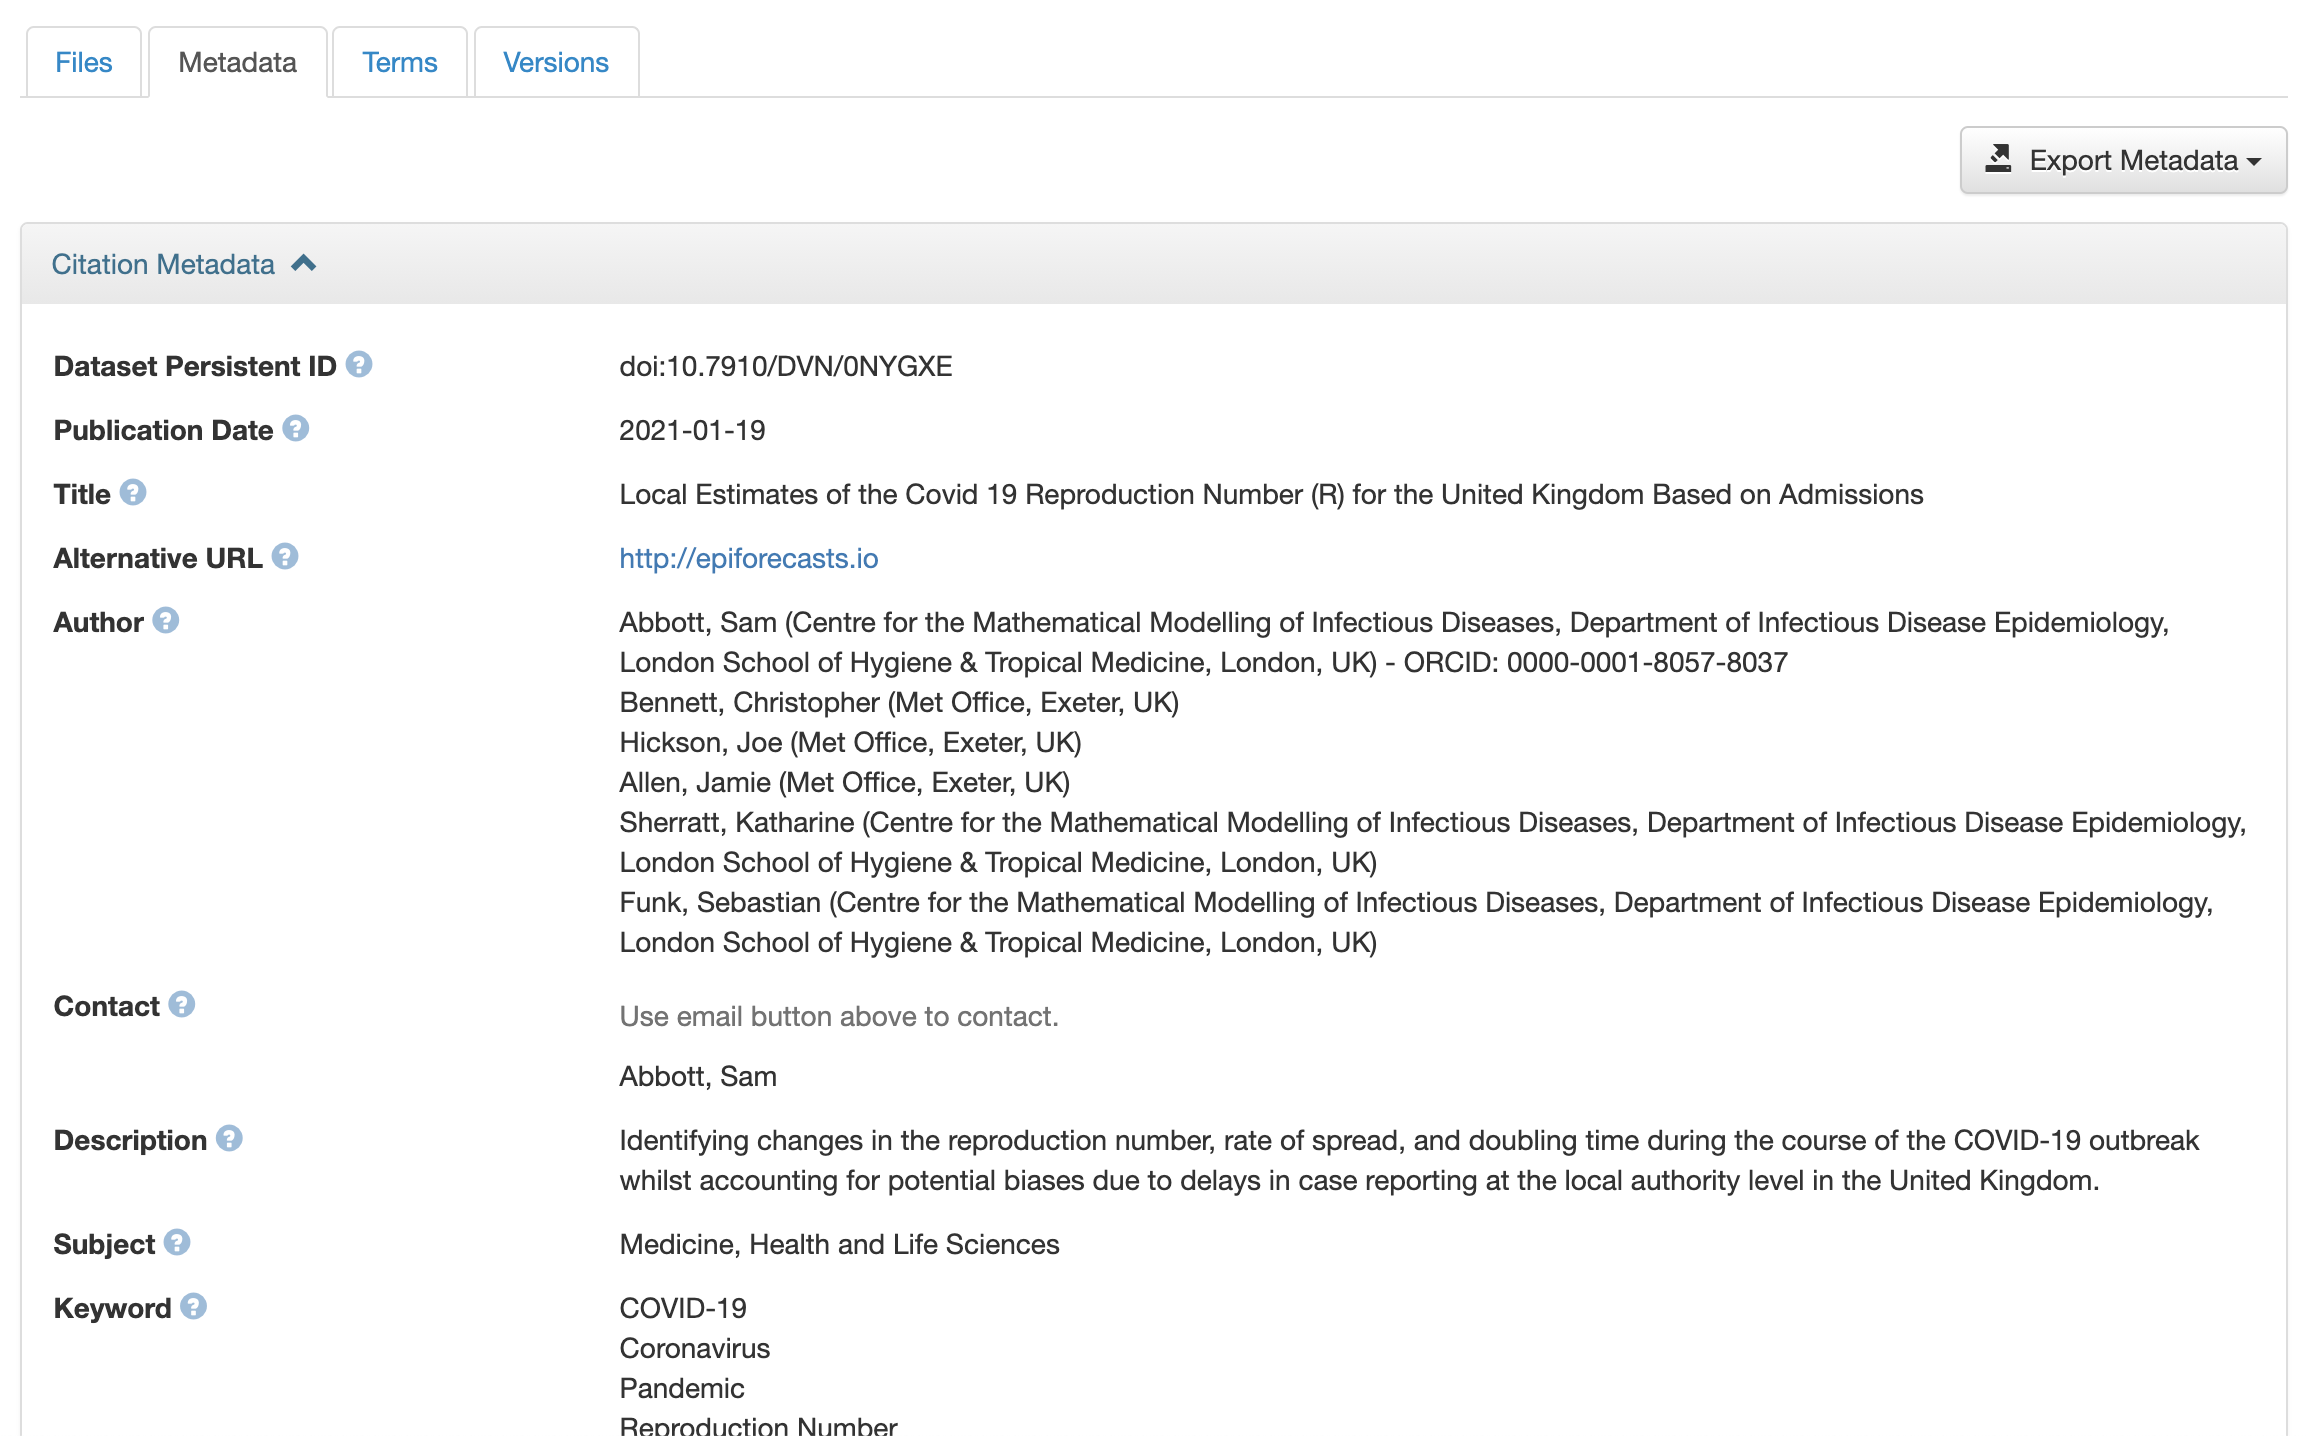 Files Metadata Terms Versions
Export Metadata
Citation Metadata
Dataset Persistent ID doi:10.7910/DVN/0NYGXE
Publication Date 2021-01-19
Title Local Estimates of the Covid 19 Reproduction Number (R) for the United Kingdom Based on Admissions
Alternative URL http://epiforecasts.io
Author Abbott, Sam (Centre for the Mathematical Modelling of Infectious Diseases, Department of Infectious Disease Epidemiology,
London School of Hygiene & Tropical Medicine, London, UK) - ORCID: 0000-0001-8057-8037
Bennett, Christopher (Met Office, Exeter, UK)
Hickson, Joe (Met Office, Exeter, UK)
Allen, Jamie (Met Office, Exeter, UK)
Sherratt, Katharine (Centre for the Mathematical Modelling of Infectious Diseases, Department of Infectious Disease Epidemiology,
London School of Hygiene & Tropical Medicine, London, UK)
Funk, Sebastian (Centre for the Mathematical Modelling of Infectious Diseases, Department of Infectious Disease Epidemiology,
London School of Hygiene & Tropical Medicine, London, UK)
Contact Use email button above to contact.
Abbott, Sam
Description Identifying changes in the reproduction number, rate of spread, and doubling time during the course of the COVID-19 outbreak
whilst accounting for potential biases due to delays in case reporting at the local authority level in the United Kingdom.
Subject Medicine, Health and Life Sciences
Keyword COVID-19
Coronavirus
Pandemic
Reproduction Number